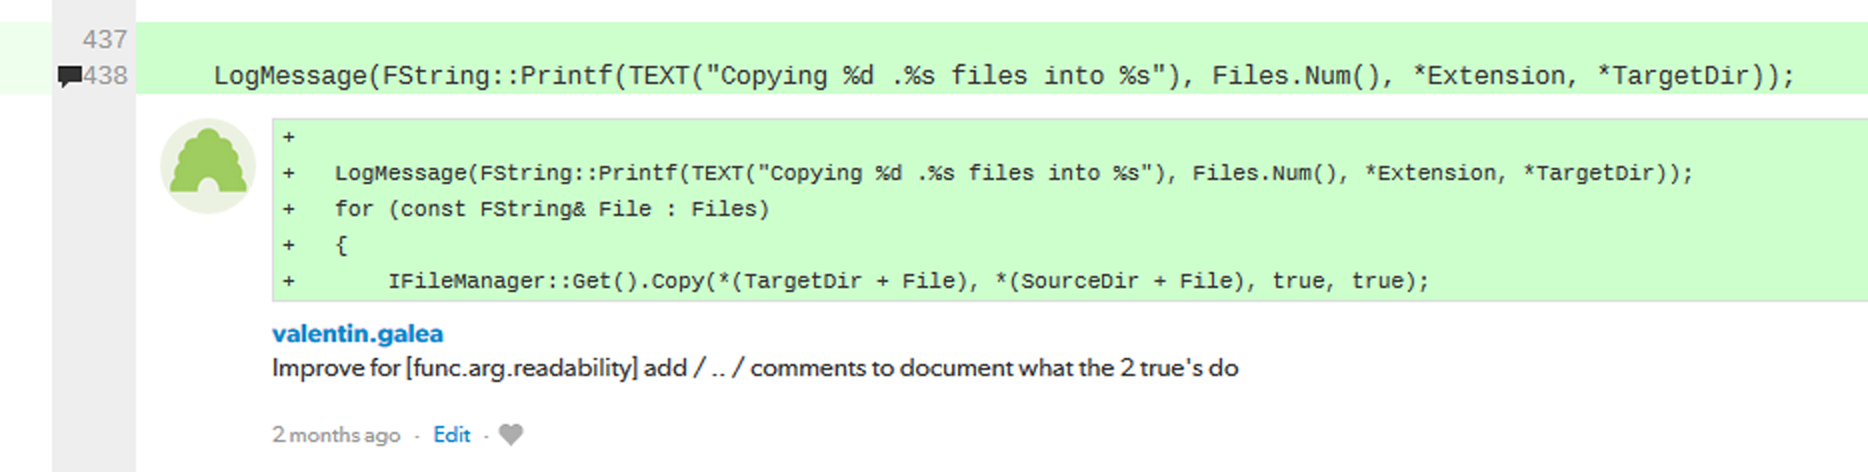 437
438 LogMessage(FString::Printf(TEXT("Copying %d .%s files into %s"), Files.Num(), *Extension, *TargetDir));
+
+ LogMessage(FString::Printf(TEXT("Copying %d .%s files into %s"), Files.Num(), *Extension, *TargetDir));
+ for (const FString& File : Files)
+ {
+ IFileManager::Get().Copy(*(TargetDir + File), *(SourceDir + File), true, true);
valentin.galea
Improve for [func.arg.readability] add / .. / comments to document what the 2 true's do
2 months ago · Edit ·